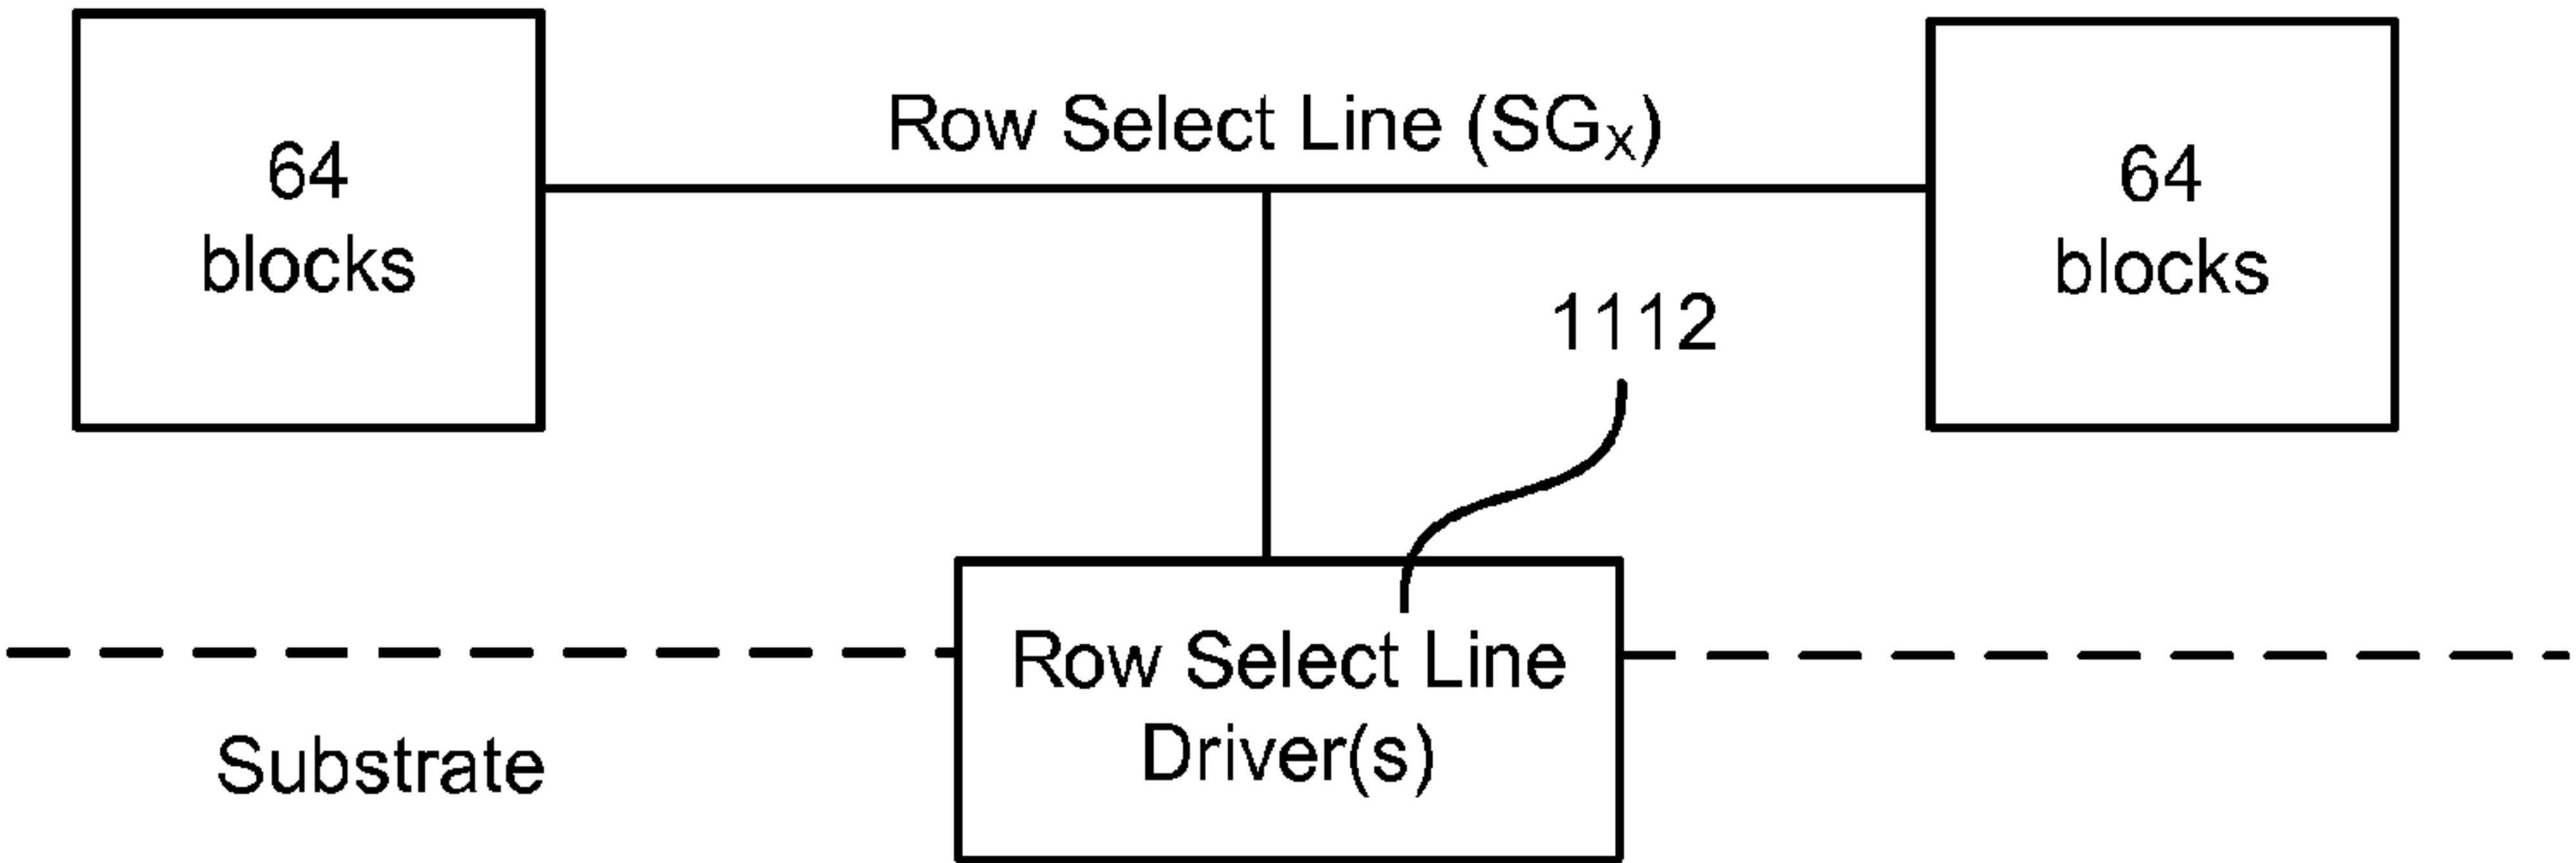 64
blocks
Row Select Line (SGX)
64
blocks
1112
Row Select Line
Driver(s)
Substrate